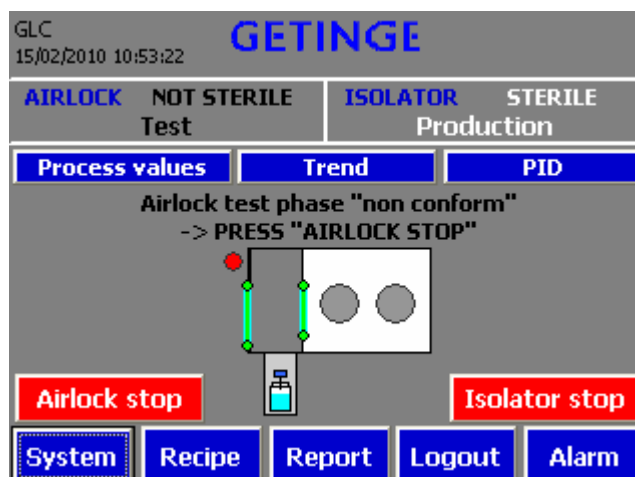 GLC
15/02/2010 10:53:22
GETINGE
AIRLOCK NOT STERILE
Test
ISOLATOR STERILE
Production
Process values
Trend
PID
Airlock test phase "non conform"
-> PRESS "AIRLOCK STOP"
Airlock stop
Isolator stop
System
Recipe
Report
Logout
Alarm